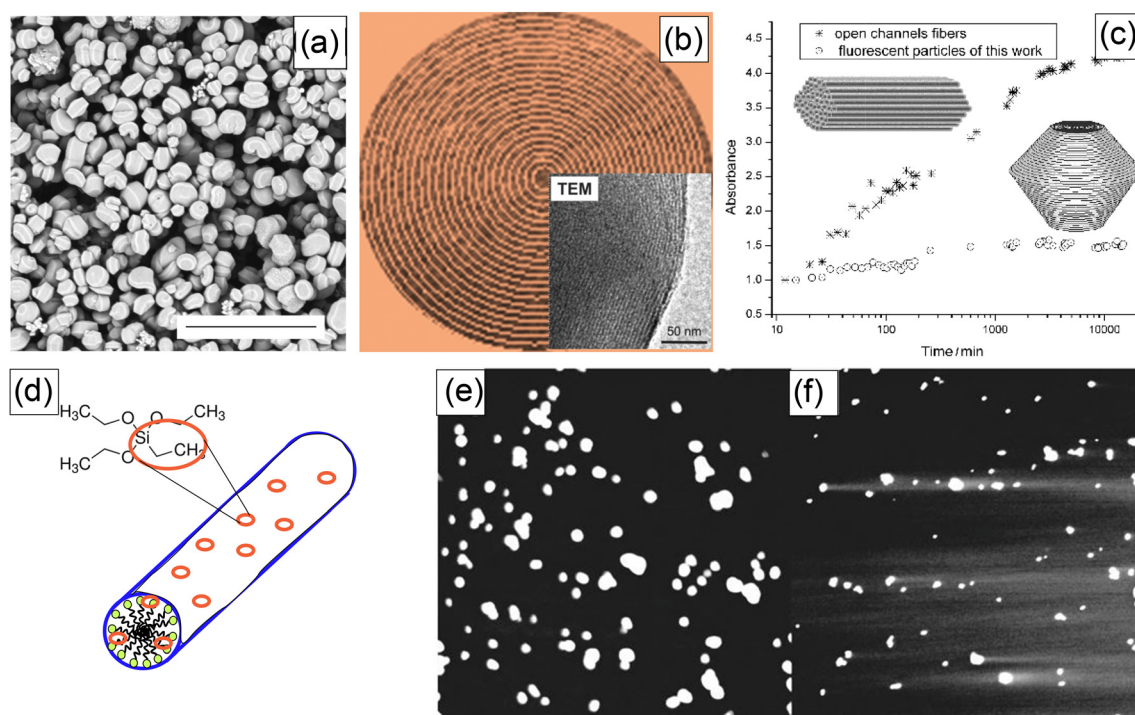 (a)
(b)
TEM
50 nm
(c)
open channels fibers
fluorescent particles of this work
4.5
4.0
3.5
3.0
2.5
2.0
1.5
1.0
0.5
Absorbance
10
100
1000
10000
Time/min
(d)
H3C
O
O
CH3
Si
H3C
O
CH3
(e)
(f)